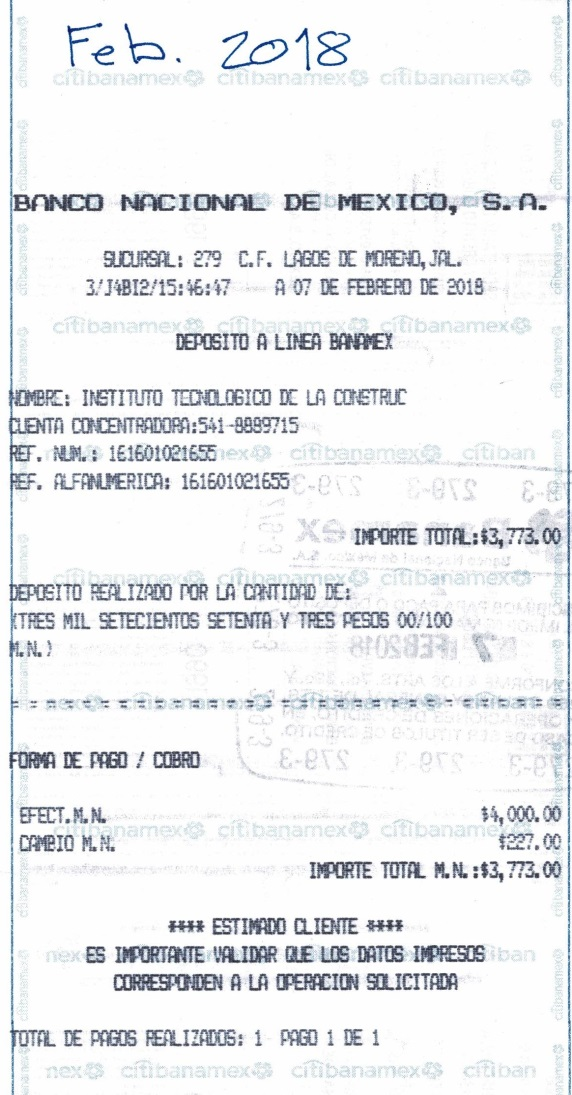 Feb. 2018
BANCO NACIONAL DE MEXICO, S.A.
SUCURSAL: 279 C.F. LAGOS DE MORENO,JAL.
3/J4BI2/15:46:47 A 07 DE FEBRERO DE 2018
DEPOSITO A LINEA BANAMEX
NOMBRE: INSTITUTO TECNOLOGICO DE LA CONSTRUC
CUENTA CONCENTRADORA:541-8889715
REF. NUM.: 161601021655
REF. ALFANUMERICA: 161601021655
IMPORTE TOTAL:$3,773.00
DEPOSITO REALIZADO POR LA CANTIDAD DE:
(TRES MIL SETECIENTOS SETENTA Y TRES PESOS 00/100
M.N.)
FORMA DE PAGO / COBRO
EFECT.M.N. $4,000.00
CAMBIO M.N. $227.00
IMPORTE TOTAL M.N.:$3,773.00
**** ESTIMADO CLIENTE ****
ES IMPORTANTE VALIDAR QUE LOS DATOS IMPRESOS
CORRESPONDEN A LA OPERACION SOLICITADA
TOTAL DE PAGOS REALIZADOS: 1 PAGO 1 DE 1
citibanamex citibanamex citibanamex